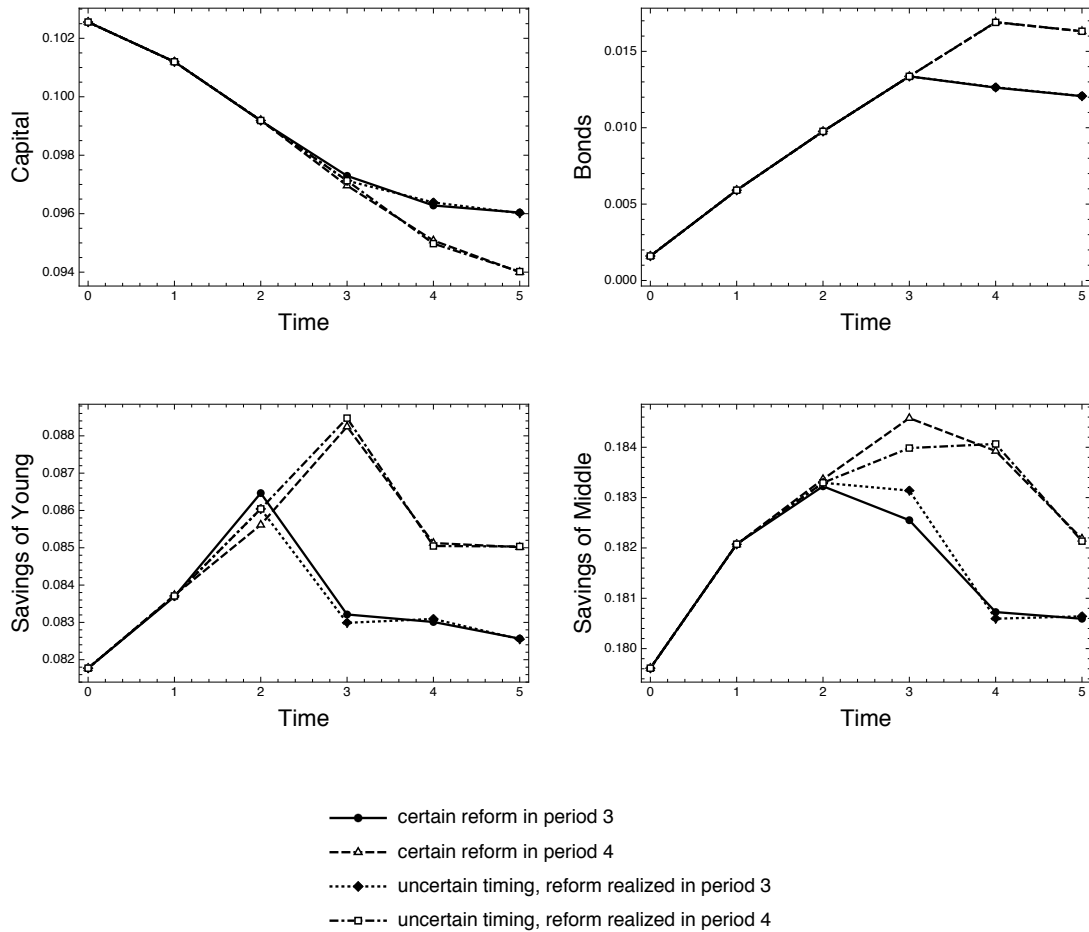 Capital
0.102
0.100
0.098
0.096
0.094
0 1 2 3 4 5
Time
Bonds
0.015
0.010
0.005
0.000
0 1 2 3 4 5
Time
Savings of Young
0.088
0.087
0.086
0.085
0.084
0.083
0.082
0 1 2 3 4 5
Time
Savings of Middle
0.184
0.183
0.182
0.181
0.180
0 1 2 3 4 5
Time
certain reform in period 3
certain reform in period 4
uncertain timing, reform realized in period 3
uncertain timing, reform realized in period 4